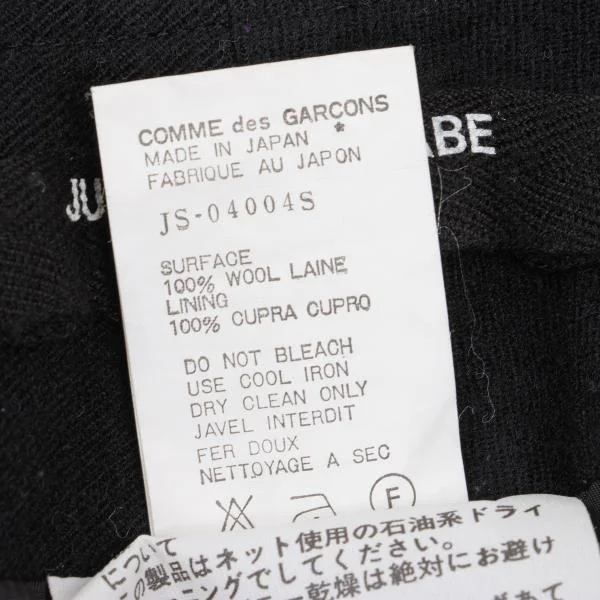 COMME des GARCONS
MADE IN JAPAN *
FABRIQUE AU JAPON
JU ABE
JS-04004S
SURFACE
100% WOOL LAINE
LINING
100% CUPRA CUPRO
DO NOT BLEACH
USE COOL IRON
DRY CLEAN ONLY
JAVEL INTERDIT
FER DOUX
NETTOYAGE A SEC
F
について
の製品はネット使用の石油系ドライ
ニングでしてください。
乾燥は絶対にお避け